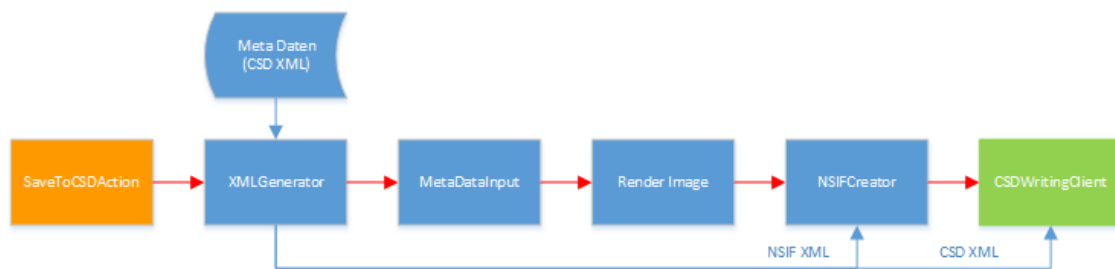 Meta Daten
(CSD XML)
SaveToCSDAction
XMLGenerator
MetaDataInput
Render Image
NSIFCreator
CSDWritingClient
NSIF XML
CSD XML